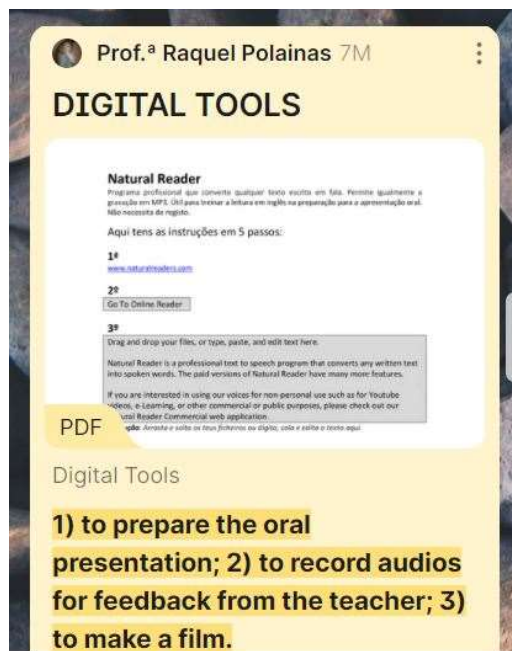 Prof.ª Raquel Polainas 7M
DIGITAL TOOLS
Natural Reader
Programa profissional que converte qualquer texto escrito em fala. Permite igualmente a
gravação em MP3. Útil para treinar a leitura em inglês na preparação para a apresentação oral.
Não necessita de registo.
Aqui tens as instruções em 5 passos:
1º
www.naturalreaders.com
2º
Go To Online Reader
3º
Drag and drop your files, or type, paste, and edit text here.
Natural Reader is a professional text to speech program that converts any written text
into spoken words. The paid versions of Natural Reader have many more features.
If you are interested in using our voices for non-personal use such as for Youtube
videos, e-Learning, or other commercial or public purposes, please check out our
Natural Reader Commercial web application.
Arrasta e solta os teus ficheiros ou digita, cola e edita o texto aqui
PDF
Digital Tools
1) to prepare the oral
presentation; 2) to record audios
for feedback from the teacher; 3)
to make a film.